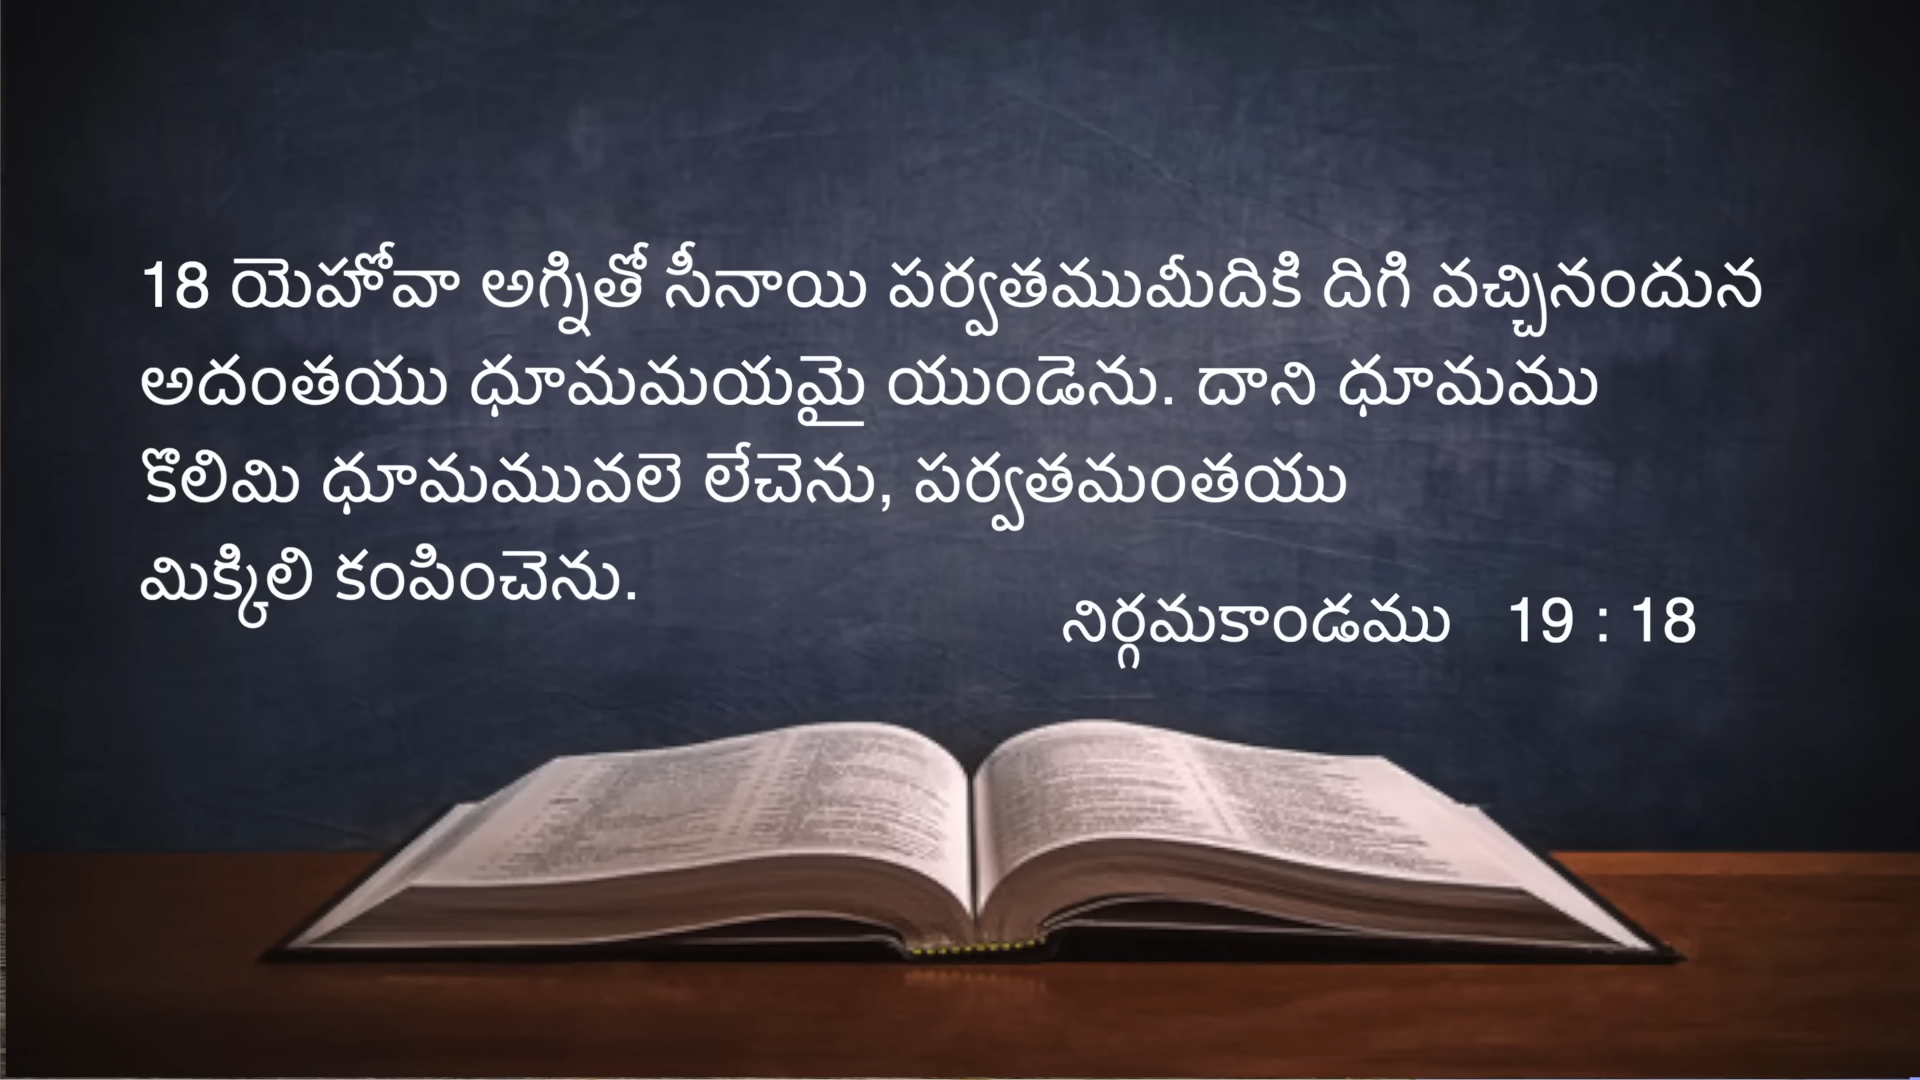 18 యెహోవా అగ్నితో సీనాయి పర్వతముమీదికి దిగి వచ్చినందున
అదంతయు ధూమమయమై యుండెను. దాని ధూమము
కొలిమి ధూమమువలె లేచెను, పర్వతమంతయు
మిక్కిలి కంపించెను.
నిర్గమకాండము 19 : 18